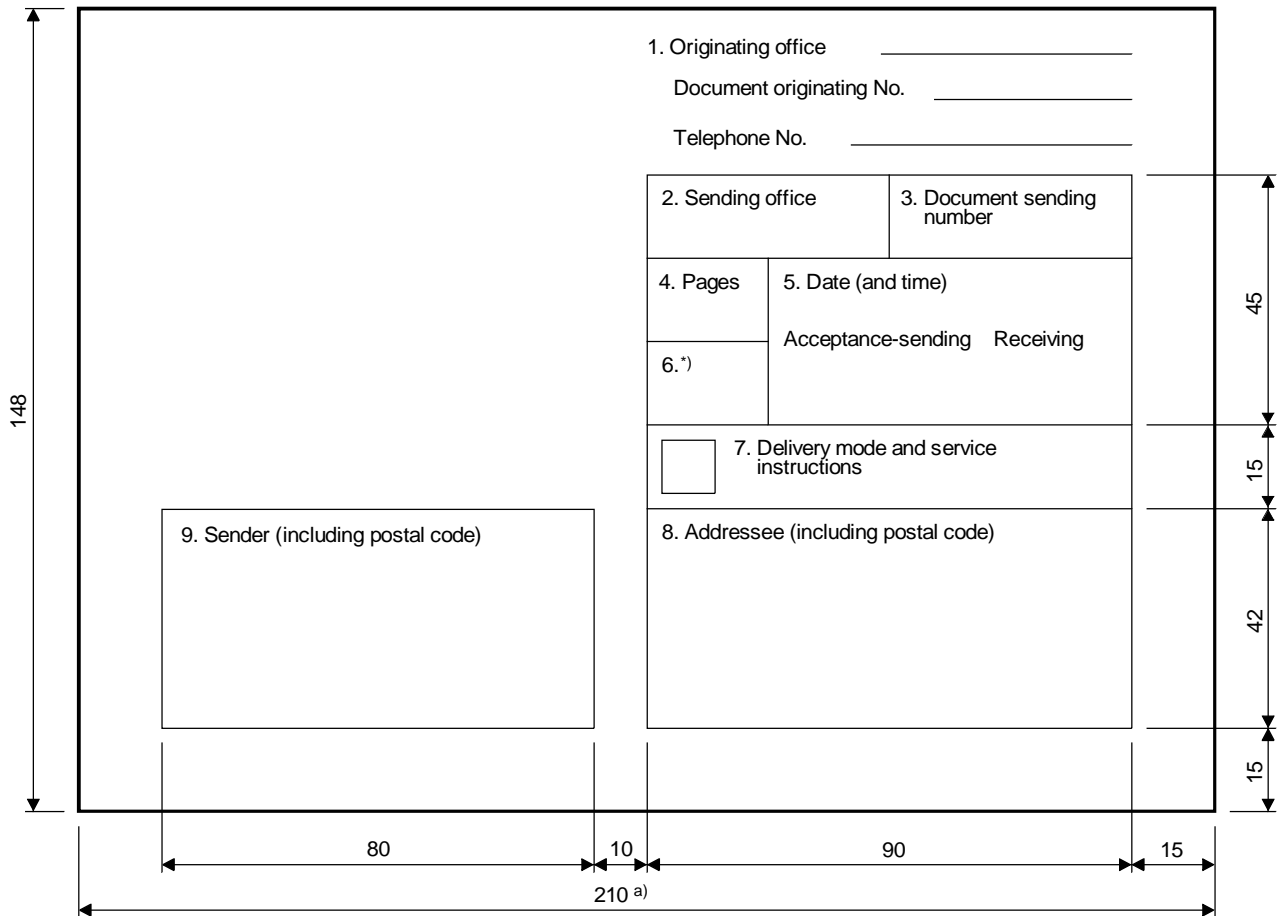 1. Originating office
Document originating No.
Telephone No.
2. Sending office
3. Document sending
number
4. Pages
5. Date (and time)
Acceptance-sending Receiving
6.*)
7. Delivery mode and service
instructions
9. Sender (including postal code)
8. Addressee (including postal code)
148
45
15
42
15
80
10
90
15
210 a)